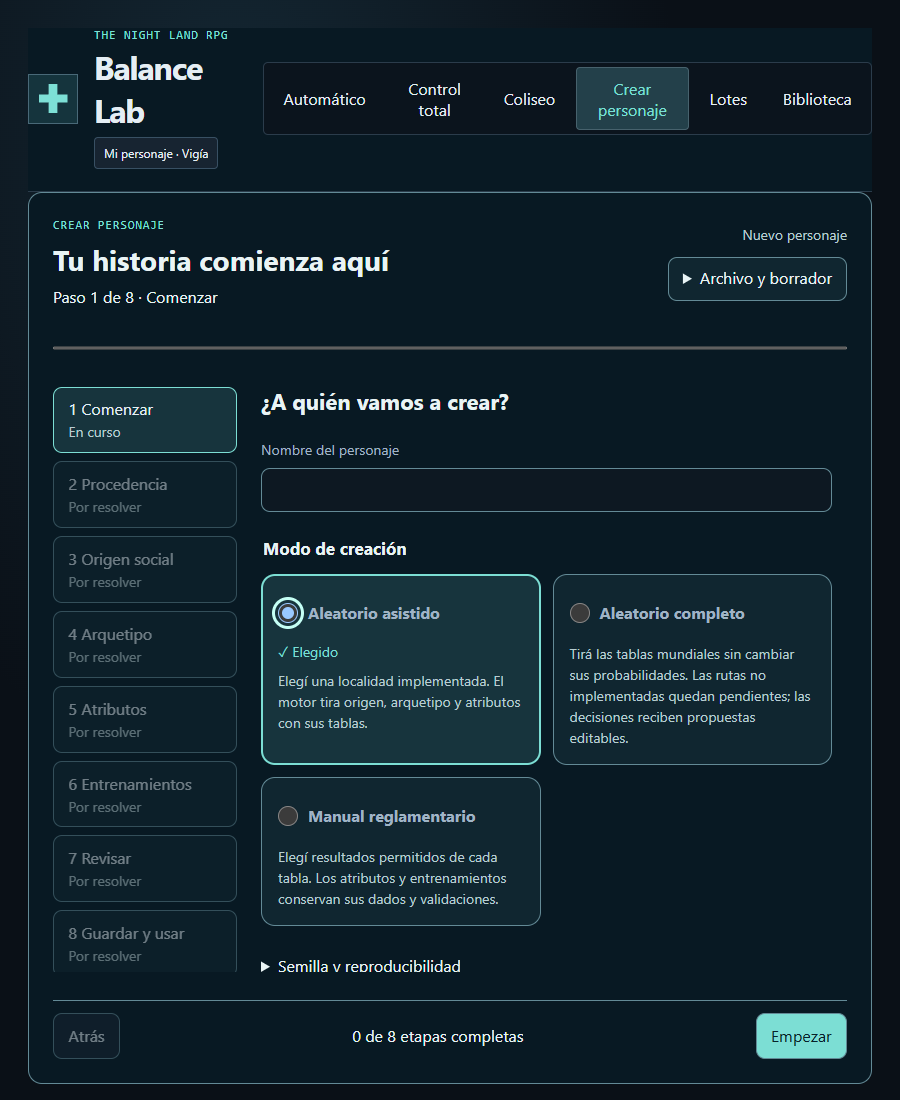 THE NIGHT LAND RPG
Balance
Lab
Mi personaje · Vigía
Automático
Control
total
Coliseo
Crear
personaje
Lotes
Biblioteca
CREAR PERSONAJE
Tu historia comienza aquí
Paso 1 de 8 · Comenzar
Nuevo personaje
▶ Archivo y borrador
1 Comenzar
En curso
2 Procedencia
Por resolver
3 Origen social
Por resolver
4 Arquetipo
Por resolver
5 Atributos
Por resolver
6 Entrenamientos
Por resolver
7 Revisar
Por resolver
8 Guardar y usar
Por resolver
¿A quién vamos a crear?
Nombre del personaje
Modo de creación
Aleatorio asistido
✓ Elegido
Elegí una localidad implementada. El
motor tira origen, arquetipo y atributos
con sus tablas.
Aleatorio completo
Tirá las tablas mundiales sin cambiar
sus probabilidades. Las rutas no
implementadas quedan pendientes; las
decisiones reciben propuestas
editables.
Manual reglamentario
Elegí resultados permitidos de cada
tabla. Los atributos y entrenamientos
conservan sus dados y validaciones.
▶ Semilla y reproducibilidad
Atrás
0 de 8 etapas completas
Empezar